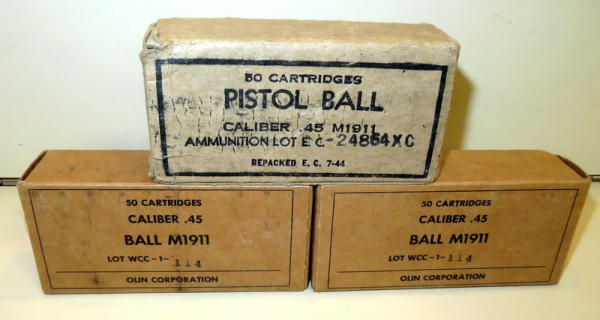 50 CARTRIDGES
PISTOL BALL
CALIBER .45 M1911
AMMUNITION LOT E.C.-24864XC
REPACKED E. C. 7-44
50 CARTRIDGES
CALIBER .45
BALL M1911
LOT WCC-1-114
OLIN CORPORATION
50 CARTRIDGES
CALIBER .45
BALL M1911
LOT WCC-1-114
OLIN CORPORATION